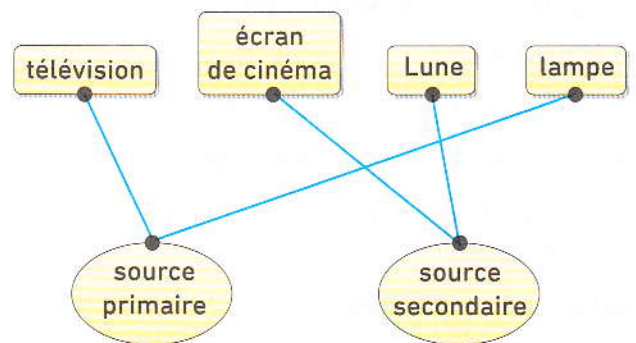 télévision
écran
de cinéma
Lune
lampe
source
primaire
source
secondaire